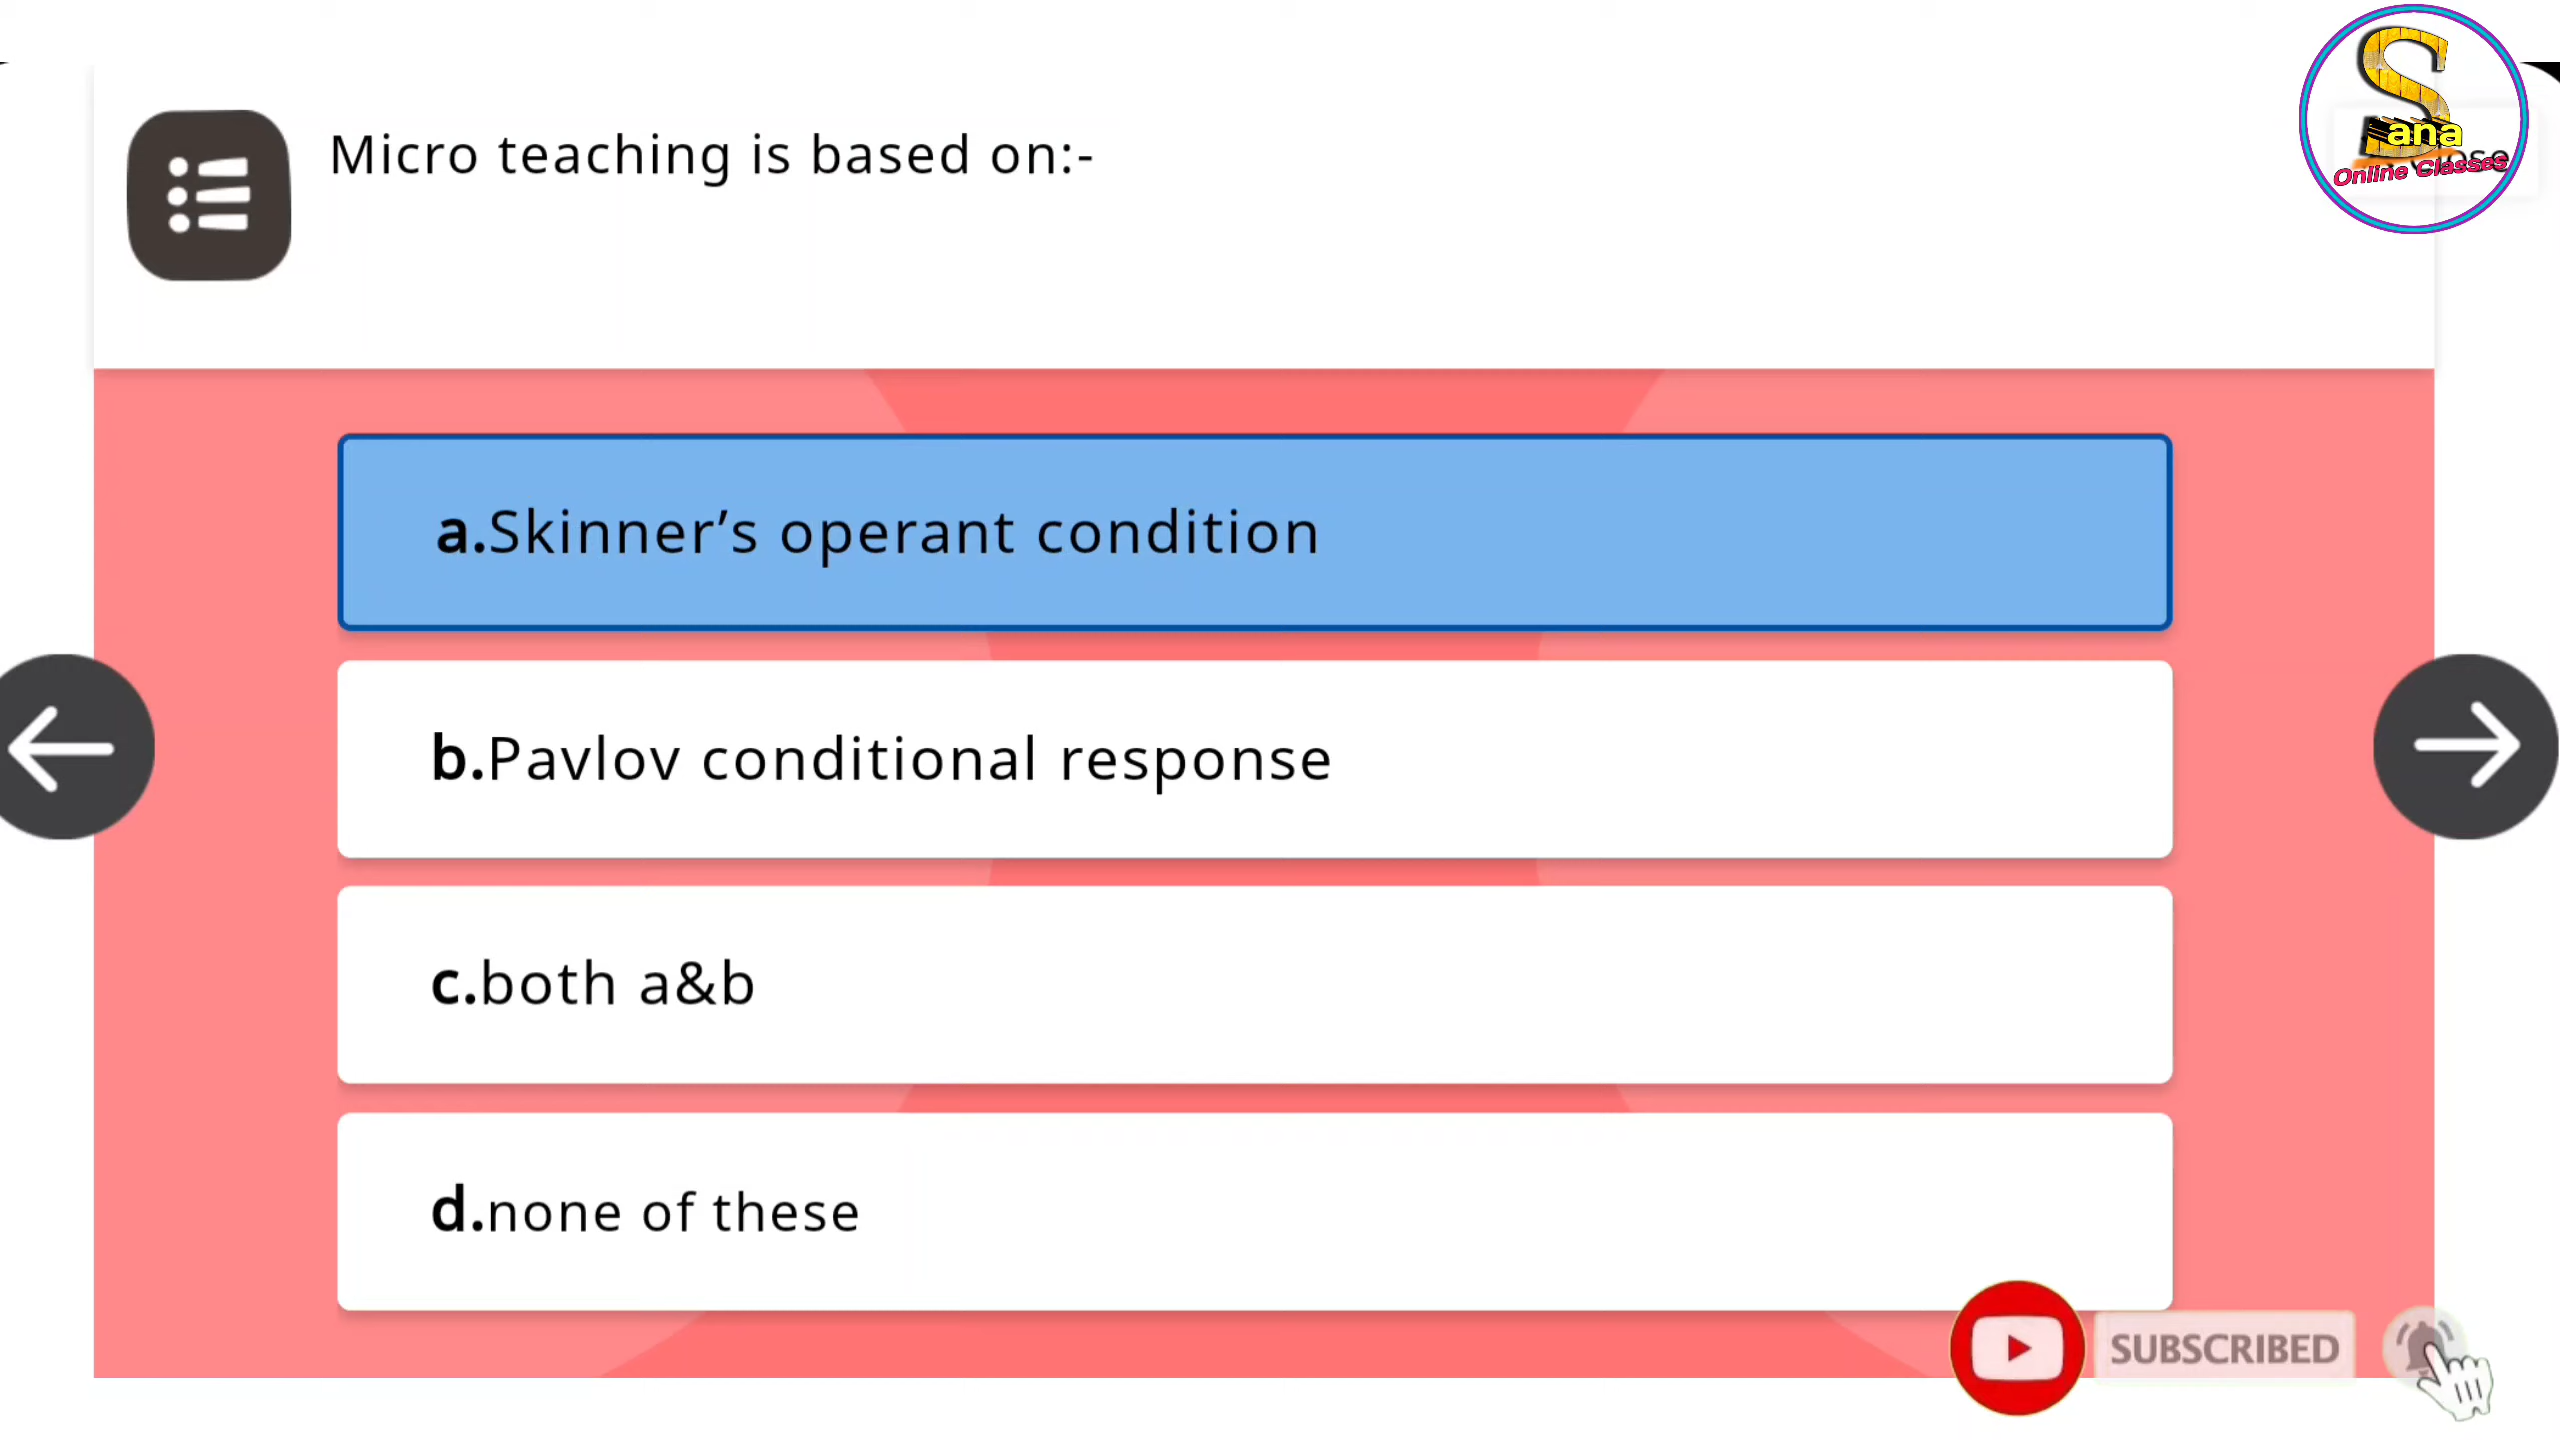 Micro teaching is based on:-
Sana
Online Classes
a.Skinner’s operant condition
b.Pavlov conditional response
c.both a&b
d.none of these
SUBSCRIBED